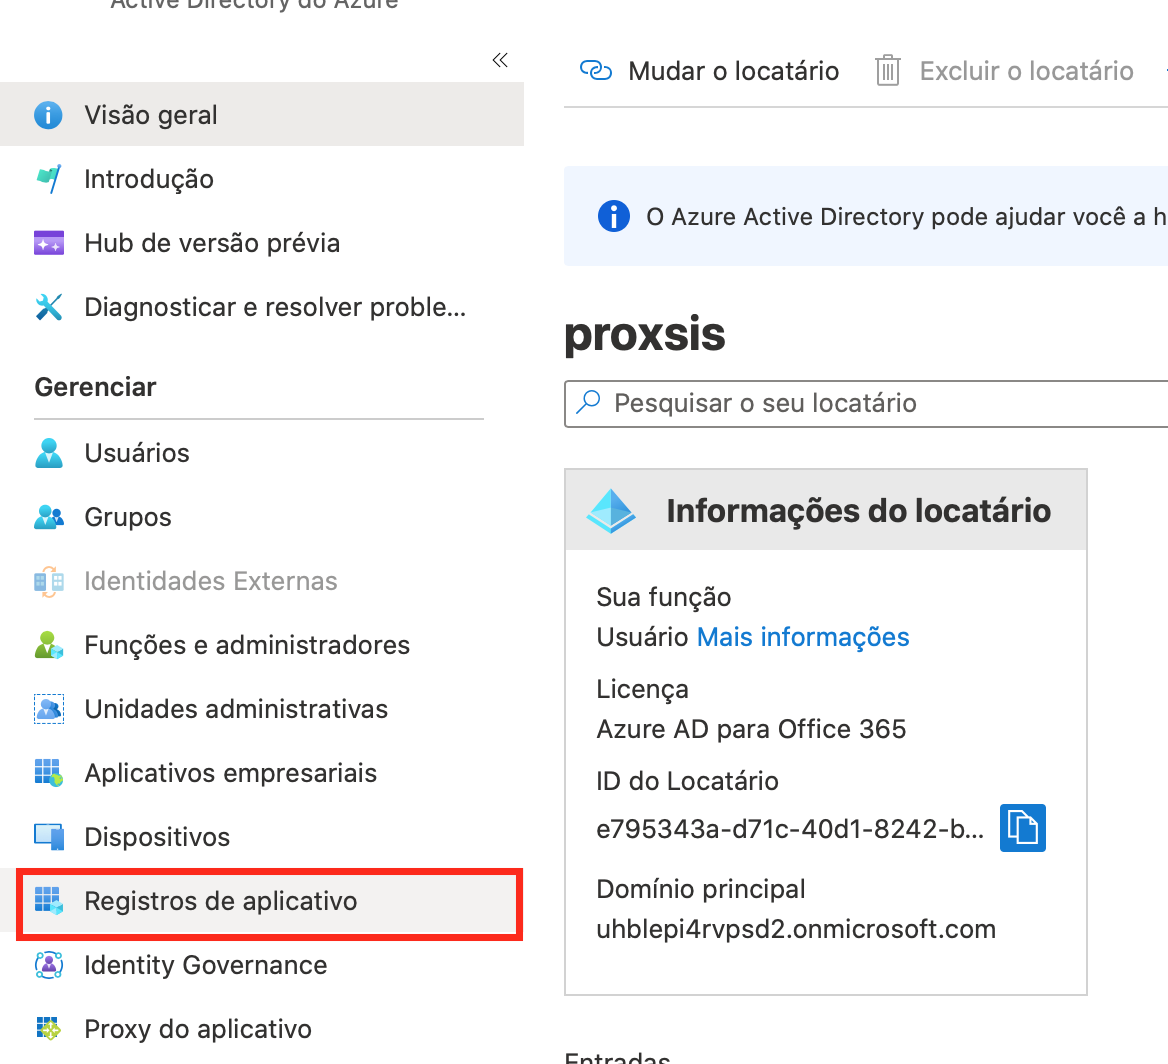 Active Directory do Azure
Visão geral
Introdução
Hub de versão prévia
Diagnosticar e resolver proble...
Gerenciar
Usuários
Grupos
Identidades Externas
Funções e administradores
Unidades administrativas
Aplicativos empresariais
Dispositivos
Registros de aplicativo
Identity Governance
Proxy do aplicativo
Mudar o locatário
Excluir o locatário
O Azure Active Directory pode ajudar você a h
proxsis
Pesquisar o seu locatário
Informações do locatário
Sua função
Usuário Mais informações
Licença
Azure AD para Office 365
ID do Locatário
e795343a-d71c-40d1-8242-b...
Domínio principal
uhblepi4rvpsd2.onmicrosoft.com
Entradas